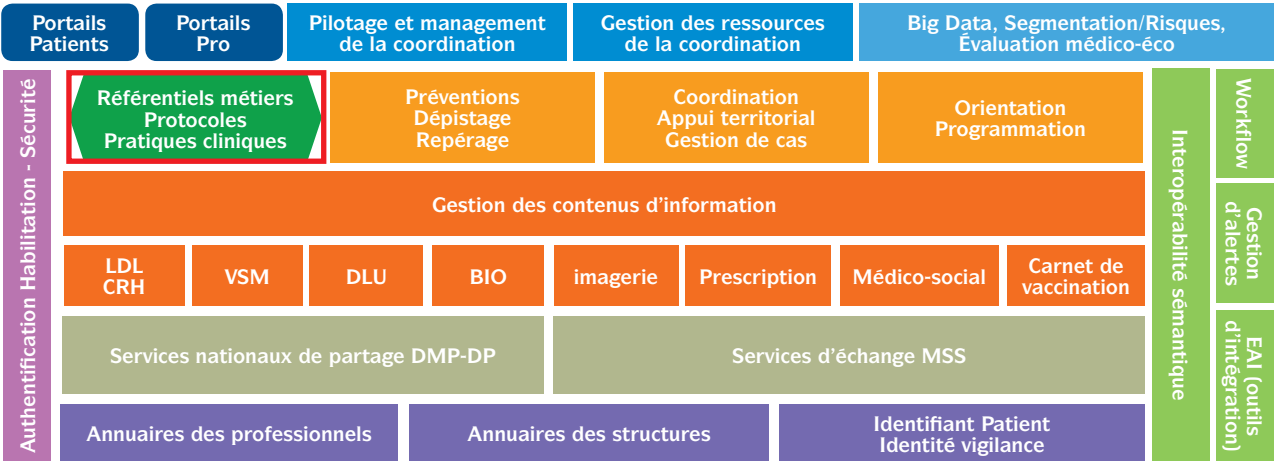 Portails
Patients
Portails
Pro
Pilotage et management
de la coordination
Gestion des ressources
de la coordination
Big Data, Segmentation/Risques,
Évaluation médico-éco
Authentification Habilitation - Sécurité
Référentiels métiers
Protocoles
Pratiques cliniques
Préventions
Dépistage
Repérage
Coordination
Appui territorial
Gestion de cas
Orientation
Programmation
Interopérabilité sémantique
Workflow
Gestion des contenus d'information
LDL
CRH
VSM
DLU
BIO
imagerie
Prescription
Médico-social
Carnet de
vaccination
Gestion
d'alertes
Services nationaux de partage DMP-DP
Services d'échange MSS
EAI (outils
d'intégration)
Annuaires des professionnels
Annuaires des structures
Identifiant Patient
Identité vigilance